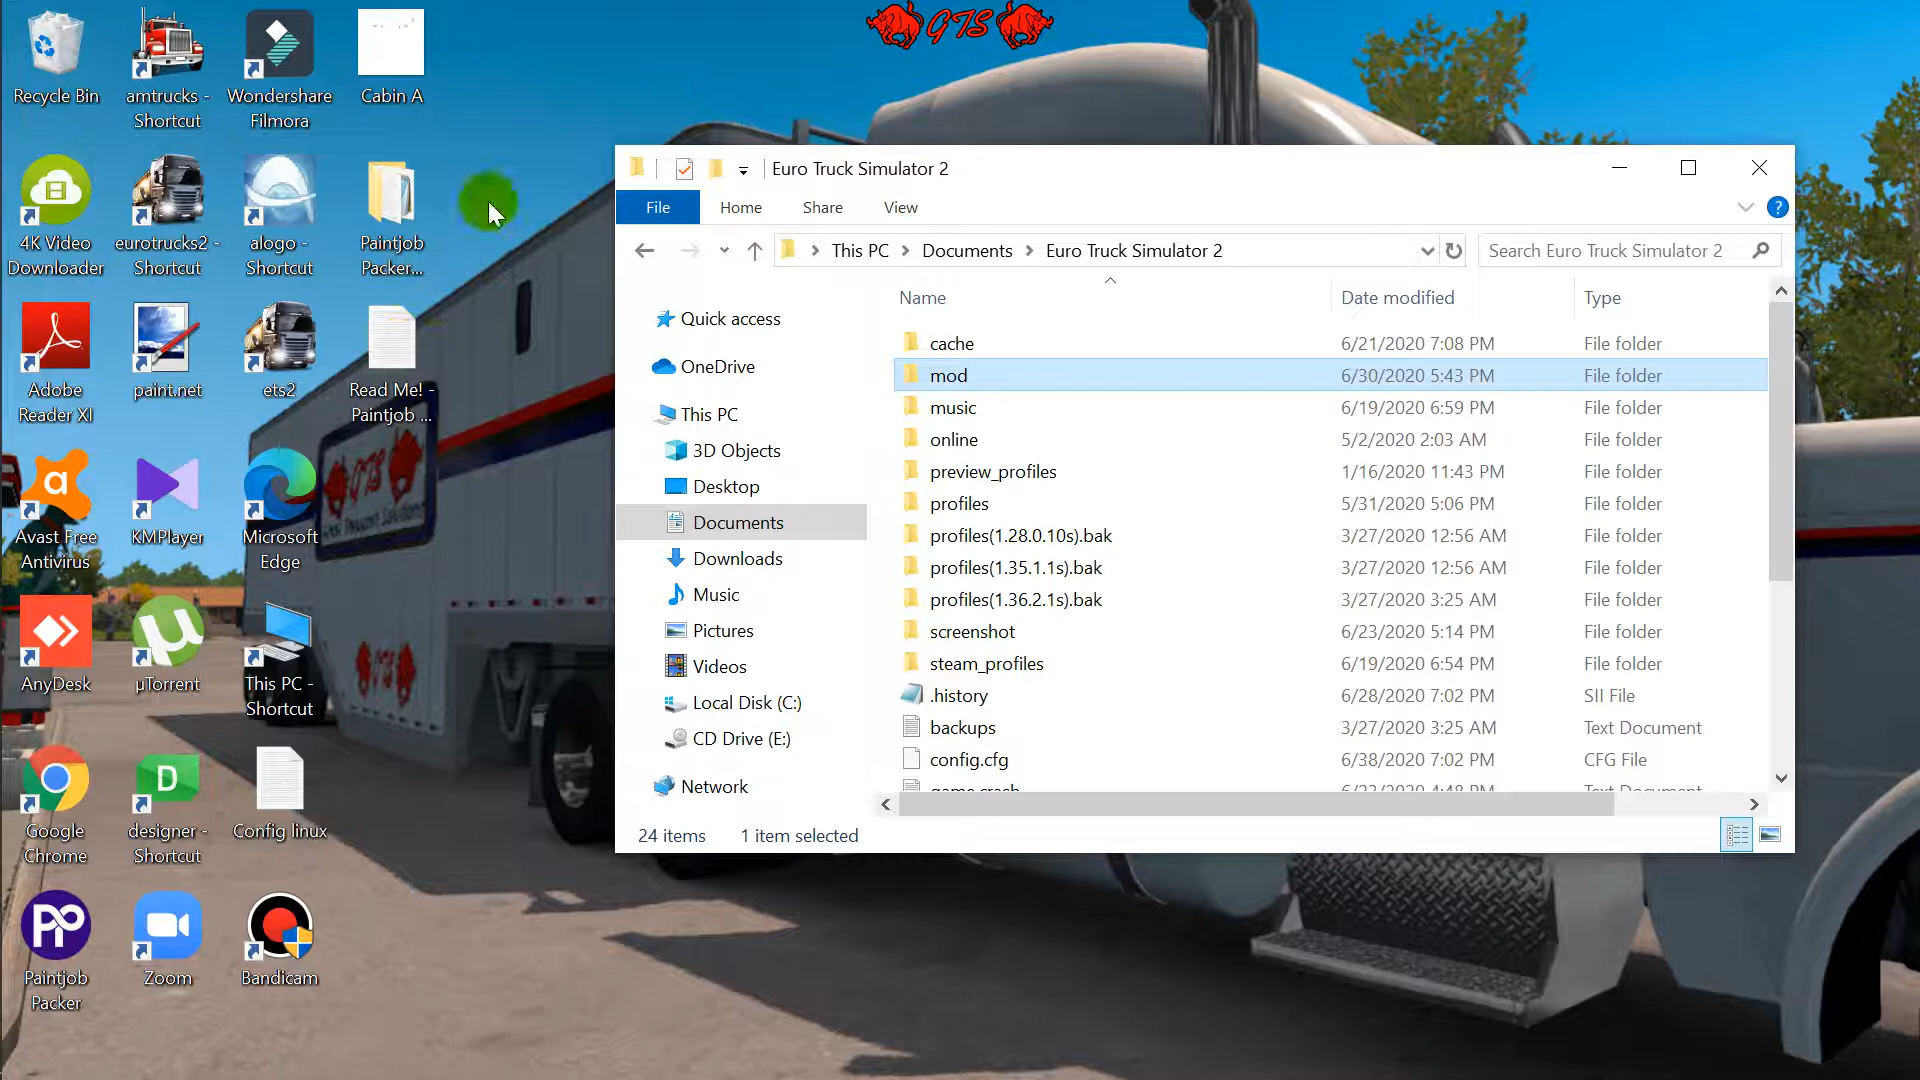 GTS
Recycle Bin
amtrucks -
Shortcut
Wondershare
Filmora
Cabin A
4K Video
Downloader
eurotrucks2 -
Shortcut
alogo -
Shortcut
Paintjob
Packer...
Adobe
Reader XI
paint.net
ets2
Read Me! -
Paintjob ...
Avast Free
Antivirus
KMPlayer
Microsoft
Edge
AnyDesk
µTorrent
This PC -
Shortcut
Google
Chrome
designer -
Shortcut
Config linux
Paintjob
Packer
Zoom
Bandicam
Euro Truck Simulator 2
File
Home
Share
View
This PC
Documents
Euro Truck Simulator 2
Search Euro Truck Simulator 2
Quick access
OneDrive
This PC
3D Objects
Desktop
Documents
Downloads
Music
Pictures
Videos
Local Disk (C:)
CD Drive (E:)
Network
Name Date modified Type
cache 6/21/2020 7:08 PM File folder
mod 6/30/2020 5:43 PM File folder
music 6/19/2020 6:59 PM File folder
online 5/2/2020 2:03 AM File folder
preview_profiles 1/16/2020 11:43 PM File folder
profiles 5/31/2020 5:06 PM File folder
profiles(1.28.0.10s).bak 3/27/2020 12:56 AM File folder
profiles(1.35.1.1s).bak 3/27/2020 12:56 AM File folder
profiles(1.36.2.1s).bak 3/27/2020 3:25 AM File folder
screenshot 6/23/2020 5:14 PM File folder
steam_profiles 6/19/2020 6:54 PM File folder
.history 6/28/2020 7:02 PM SII File
backups 3/27/2020 3:25 AM Text Document
config.cfg 6/38/2020 7:02 PM CFG File
game.crash 6/23/2020 4:48 PM Text Document
24 items 1 item selected